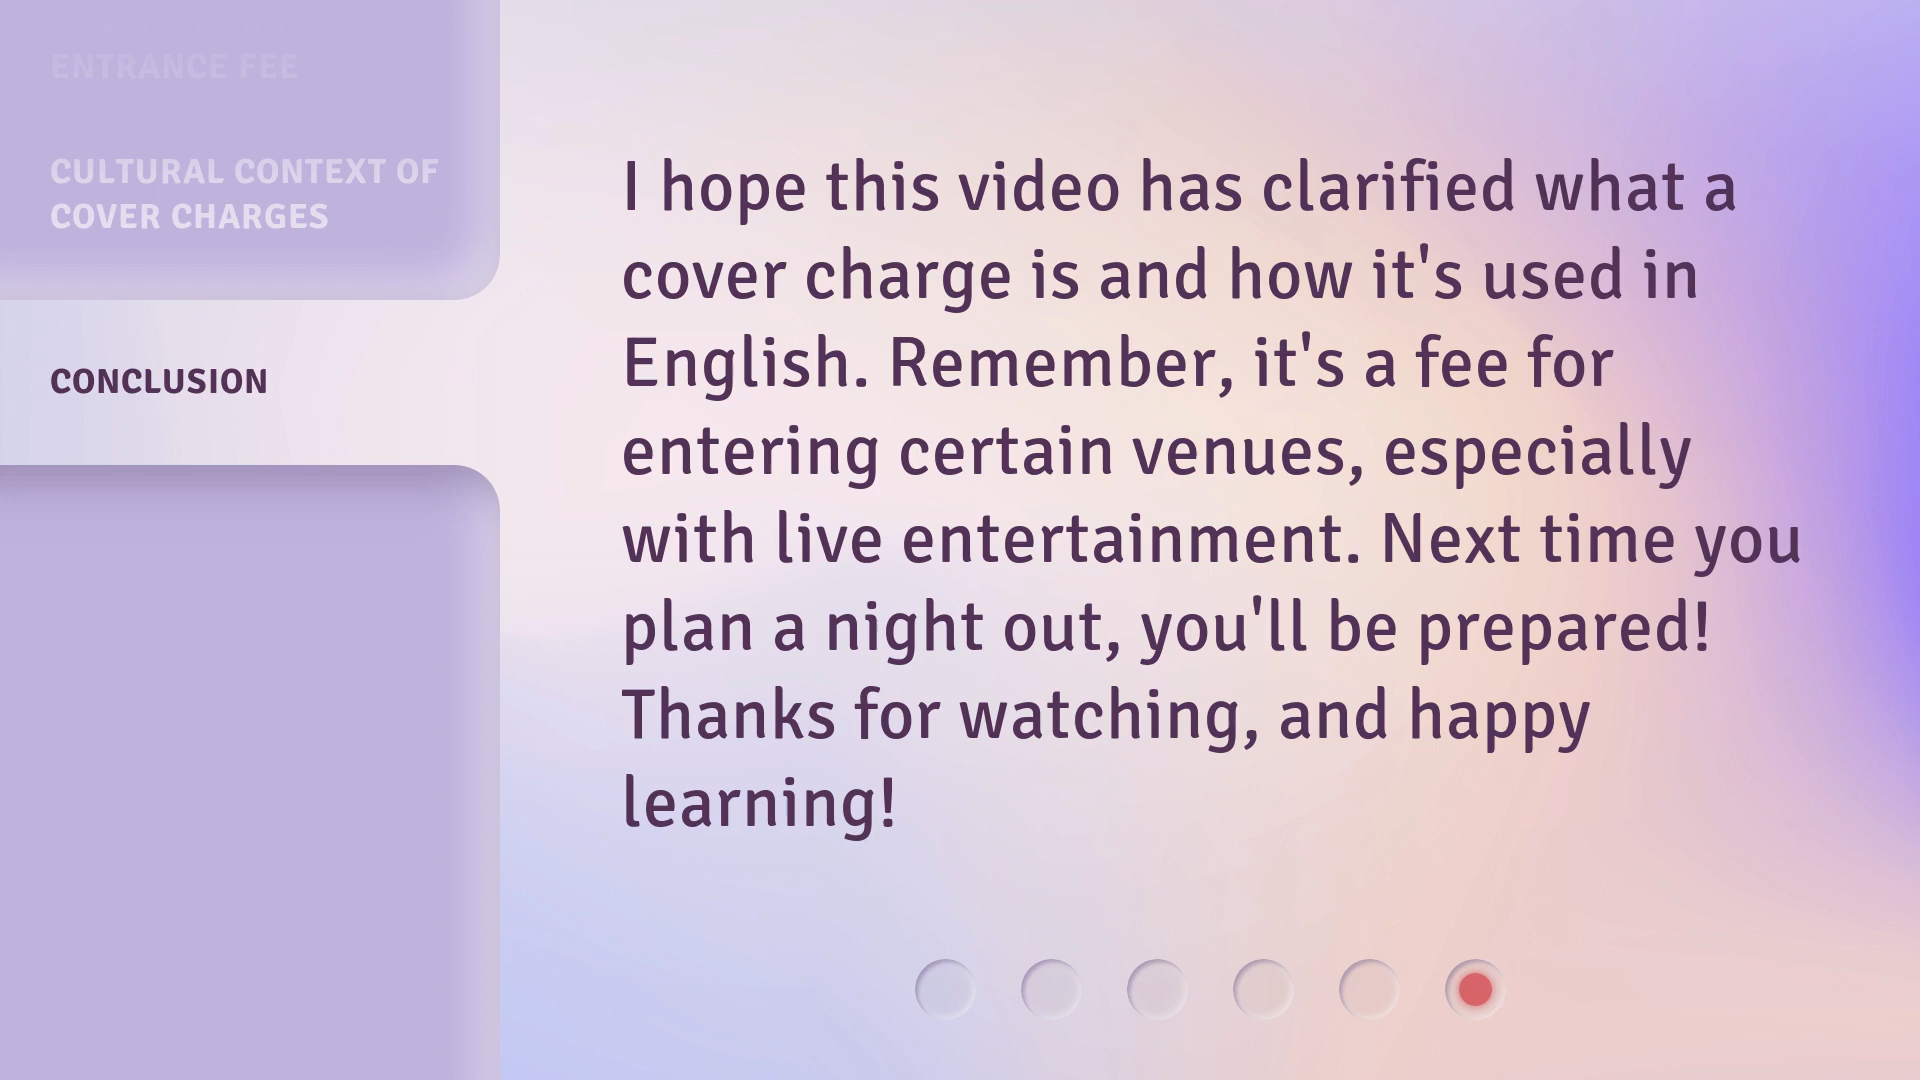 ENTRANCE FEE
CULTURAL CONTEXT OF
COVER CHARGES
CONCLUSION
I hope this video has clarified what a
cover charge is and how it's used in
English. Remember, it's a fee for
entering certain venues, especially
with live entertainment. Next time you
plan a night out, you'll be prepared!
Thanks for watching, and happy
learning!